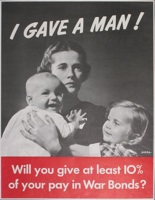 I GAVE A MAN!
Will you give at least 10%
of your pay in War Bonds?